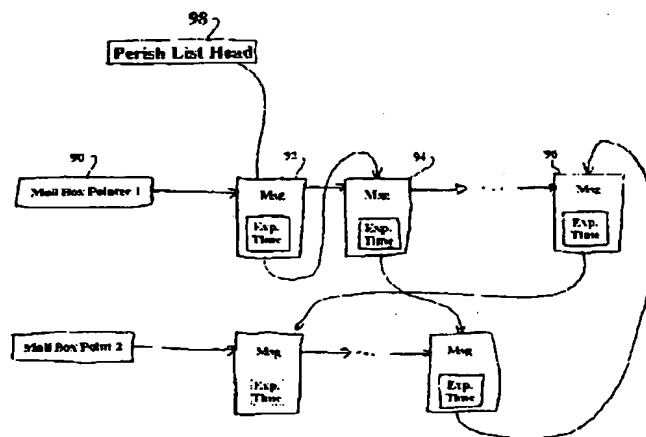 98
Perish List Head
90
92
94
96
Mail Box Pointer 1
Msg
Msg
...
Msg
Exp.
Time
Exp.
Time
Exp.
Time
Mail Box Point 2
Msg
...
Msg
Exp.
Time
Exp.
Time